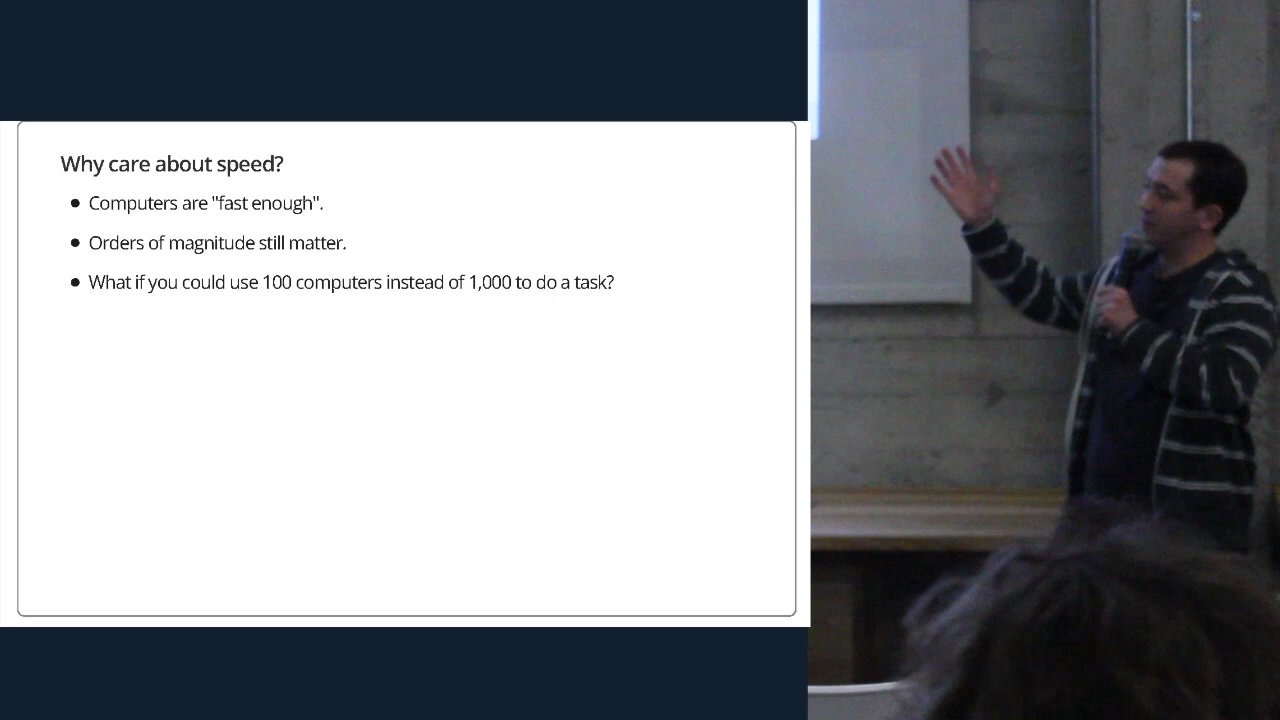 Why care about speed?
Computers are "fast enough".
Orders of magnitude still matter.
What if you could use 100 computers instead of 1,000 to do a task?